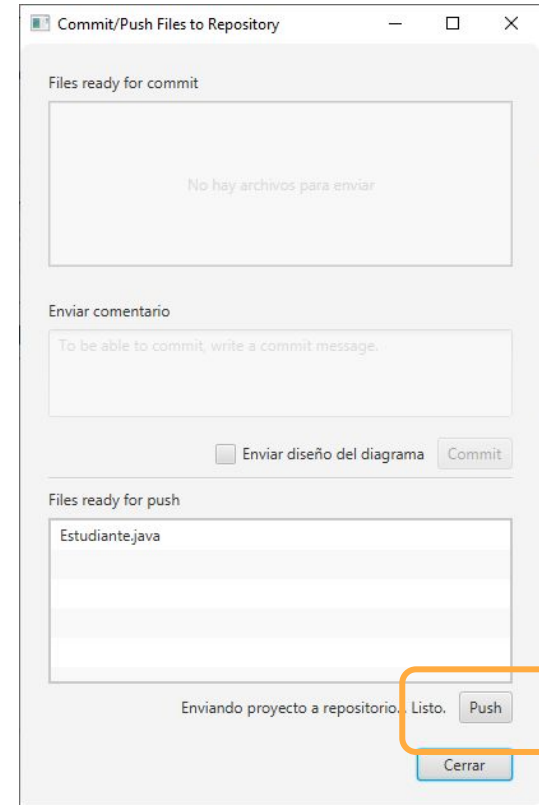 Commit/Push Files to Repository
Files ready for commit
No hay archivos para enviar
Enviar comentario
To be able to commit, write a commit message.
Enviar diseño del diagrama Commit
Files ready for push
Estudiante.java
Enviando proyecto a repositorio... Listo. Push
Cerrar